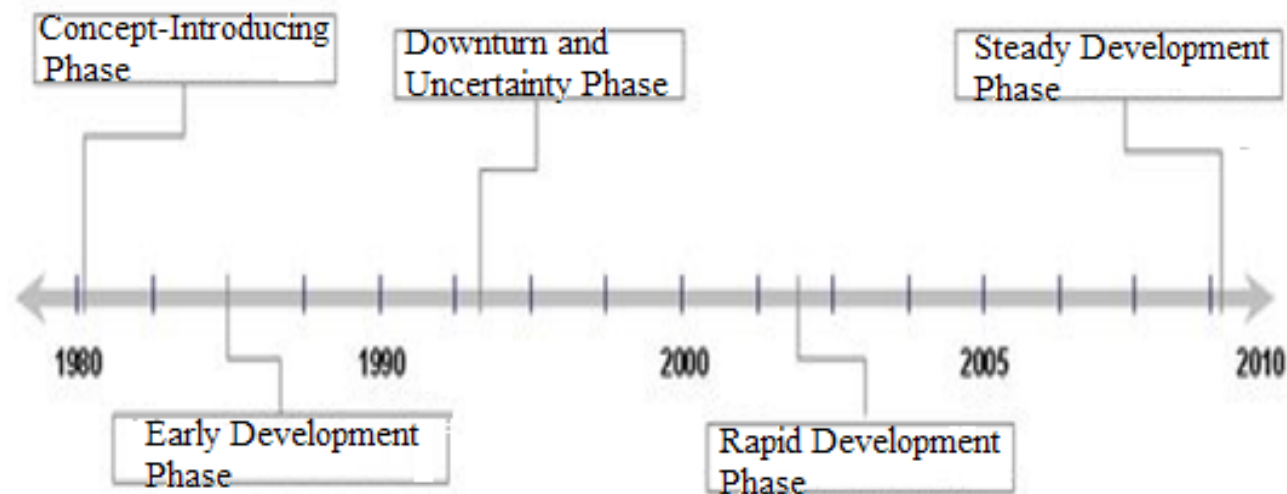 Concept-Introducing
Phase
Downturn and
Uncertainty Phase
Steady Development
Phase
1980
1990
2000
2005
2010
Early Development
Phase
Rapid Development
Phase